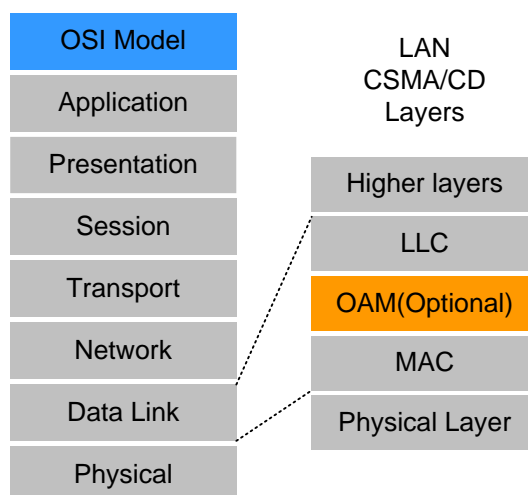 OSI Model
Application
Presentation
Session
Transport
Network
Data Link
Physical
LAN
CSMA/CD
Layers
Higher layers
LLC
OAM(Optional)
MAC
Physical Layer